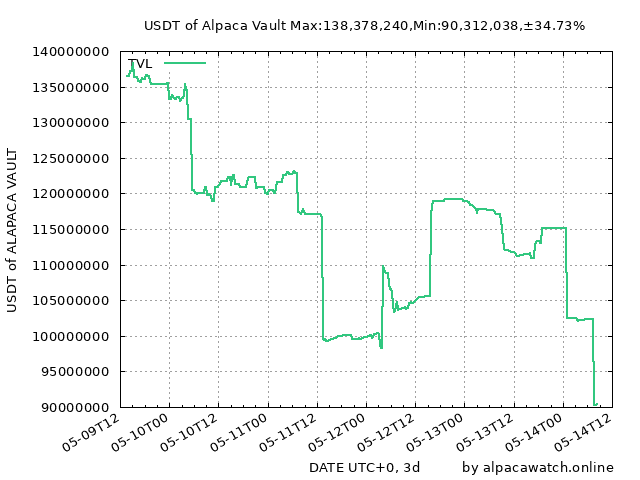 USDT of Alpaca Vault Max:138,378,240,Min:90,312,038,±34.73%
TVL
140000000
135000000
130000000
125000000
120000000
115000000
110000000
105000000
100000000
95000000
90000000
USDT of ALAPACA VAULT
05-09T12
05-10T00
05-10T12
05-11T00
05-11T12
05-12T00
05-12T12
05-13T00
05-13T12
05-14T00
05-14T12
DATE UTC+0, 3d
by alpacawatch.online